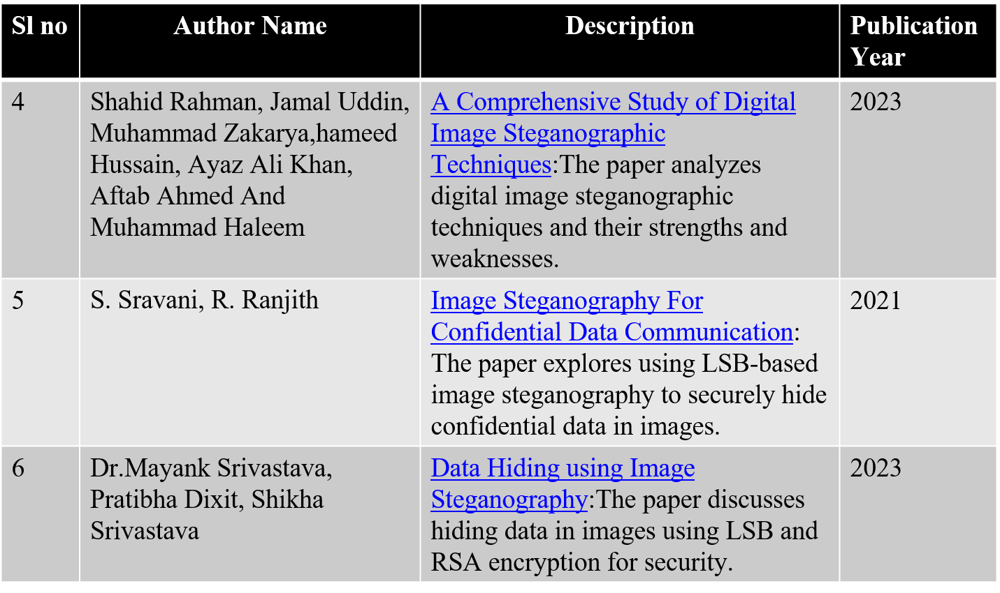 Sl no
Author Name
Description
Publication
Year
4
Shahid Rahman, Jamal Uddin,
Muhammad Zakarya,hameed
Hussain, Ayaz Ali Khan,
Aftab Ahmed And
Muhammad Haleem
A Comprehensive Study of Digital
Image Steganographic
Techniques:The paper analyzes
digital image steganographic
techniques and their strengths and
weaknesses.
2023
5
S. Sravani, R. Ranjith
Image Steganography For
Confidential Data Communication:
The paper explores using LSB-based
image steganography to securely hide
confidential data in images.
2021
6
Dr.Mayank Srivastava,
Pratibha Dixit, Shikha
Srivastava
Data Hiding using Image
Steganography:The paper discusses
hiding data in images using LSB and
RSA encryption for security.
2023